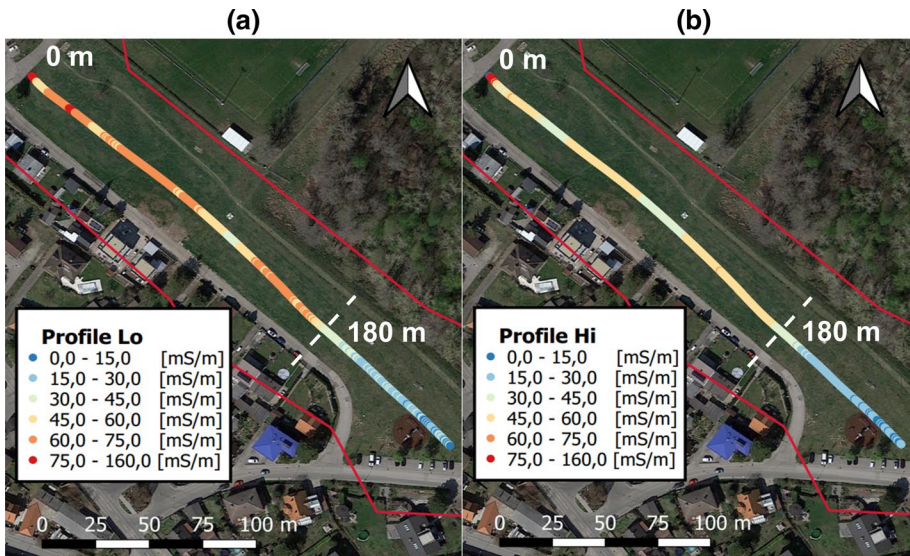 (a)
0 m
180 m
Profile Lo
0,0 - 15,0 [mS/m]
15,0 - 30,0 [mS/m]
30,0 - 45,0 [mS/m]
45,0 - 60,0 [mS/m]
60,0 - 75,0 [mS/m]
75,0 - 160,0 [mS/m]
0 25 50 75 100 m
(b)
0 m
180 m
Profile Hi
0,0 - 15,0 [mS/m]
15,0 - 30,0 [mS/m]
30,0 - 45,0 [mS/m]
45,0 - 60,0 [mS/m]
60,0 - 75,0 [mS/m]
75,0 - 160,0 [mS/m]
0 25 50 75 100 m